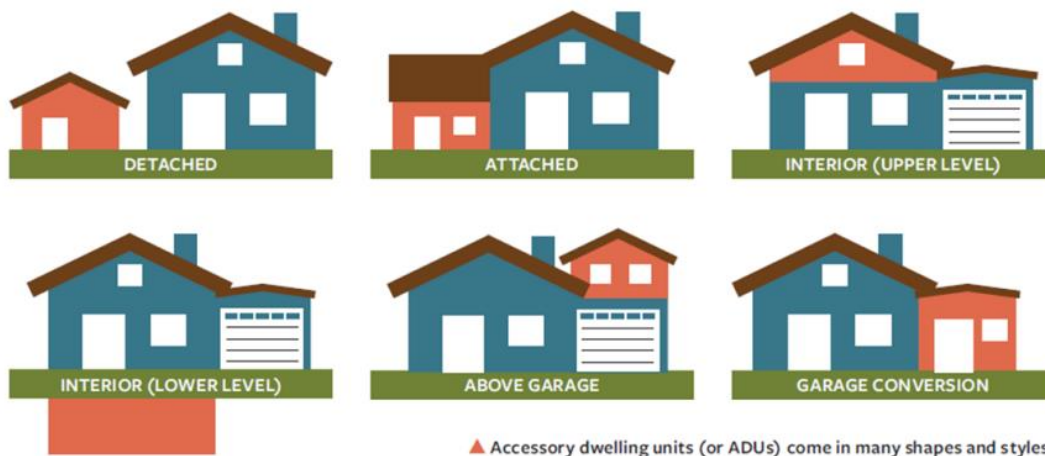 DETACHED
ATTACHED
INTERIOR (UPPER LEVEL)
INTERIOR (LOWER LEVEL)
ABOVE GARAGE
GARAGE CONVERSION
▲ Accessory dwelling units (or ADUs) come in many shapes and styles